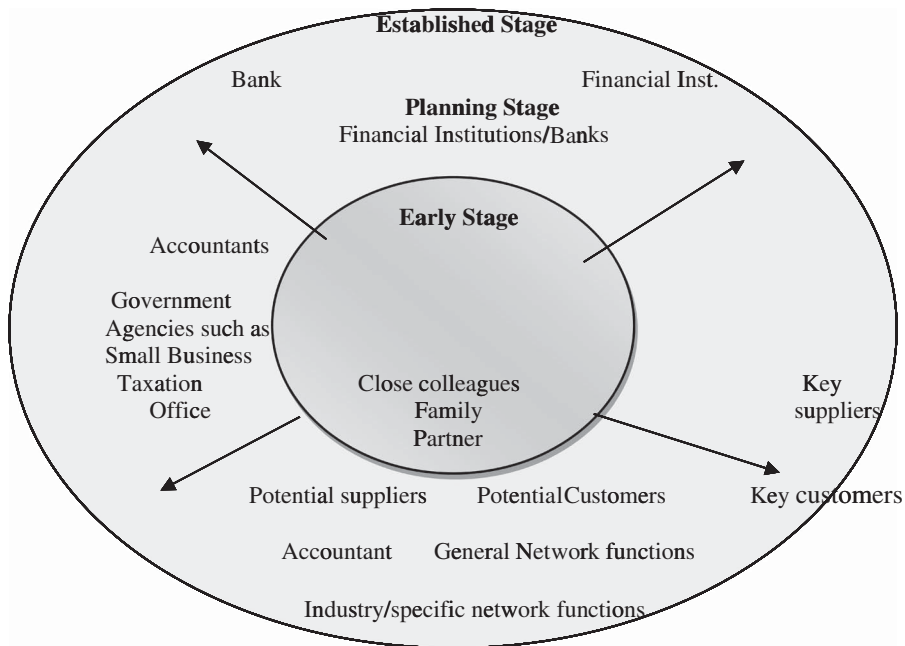 Established Stage
Bank
Financial Inst.
Planning Stage
Financial Institutions/Banks
Early Stage
Accountants
Government
Agencies such as
Small Business
Taxation
Office
Close colleagues
Family
Partner
Key
suppliers
Potential suppliers
Potential Customers
Key customers
Accountant
General Network functions
Industry/specific network functions